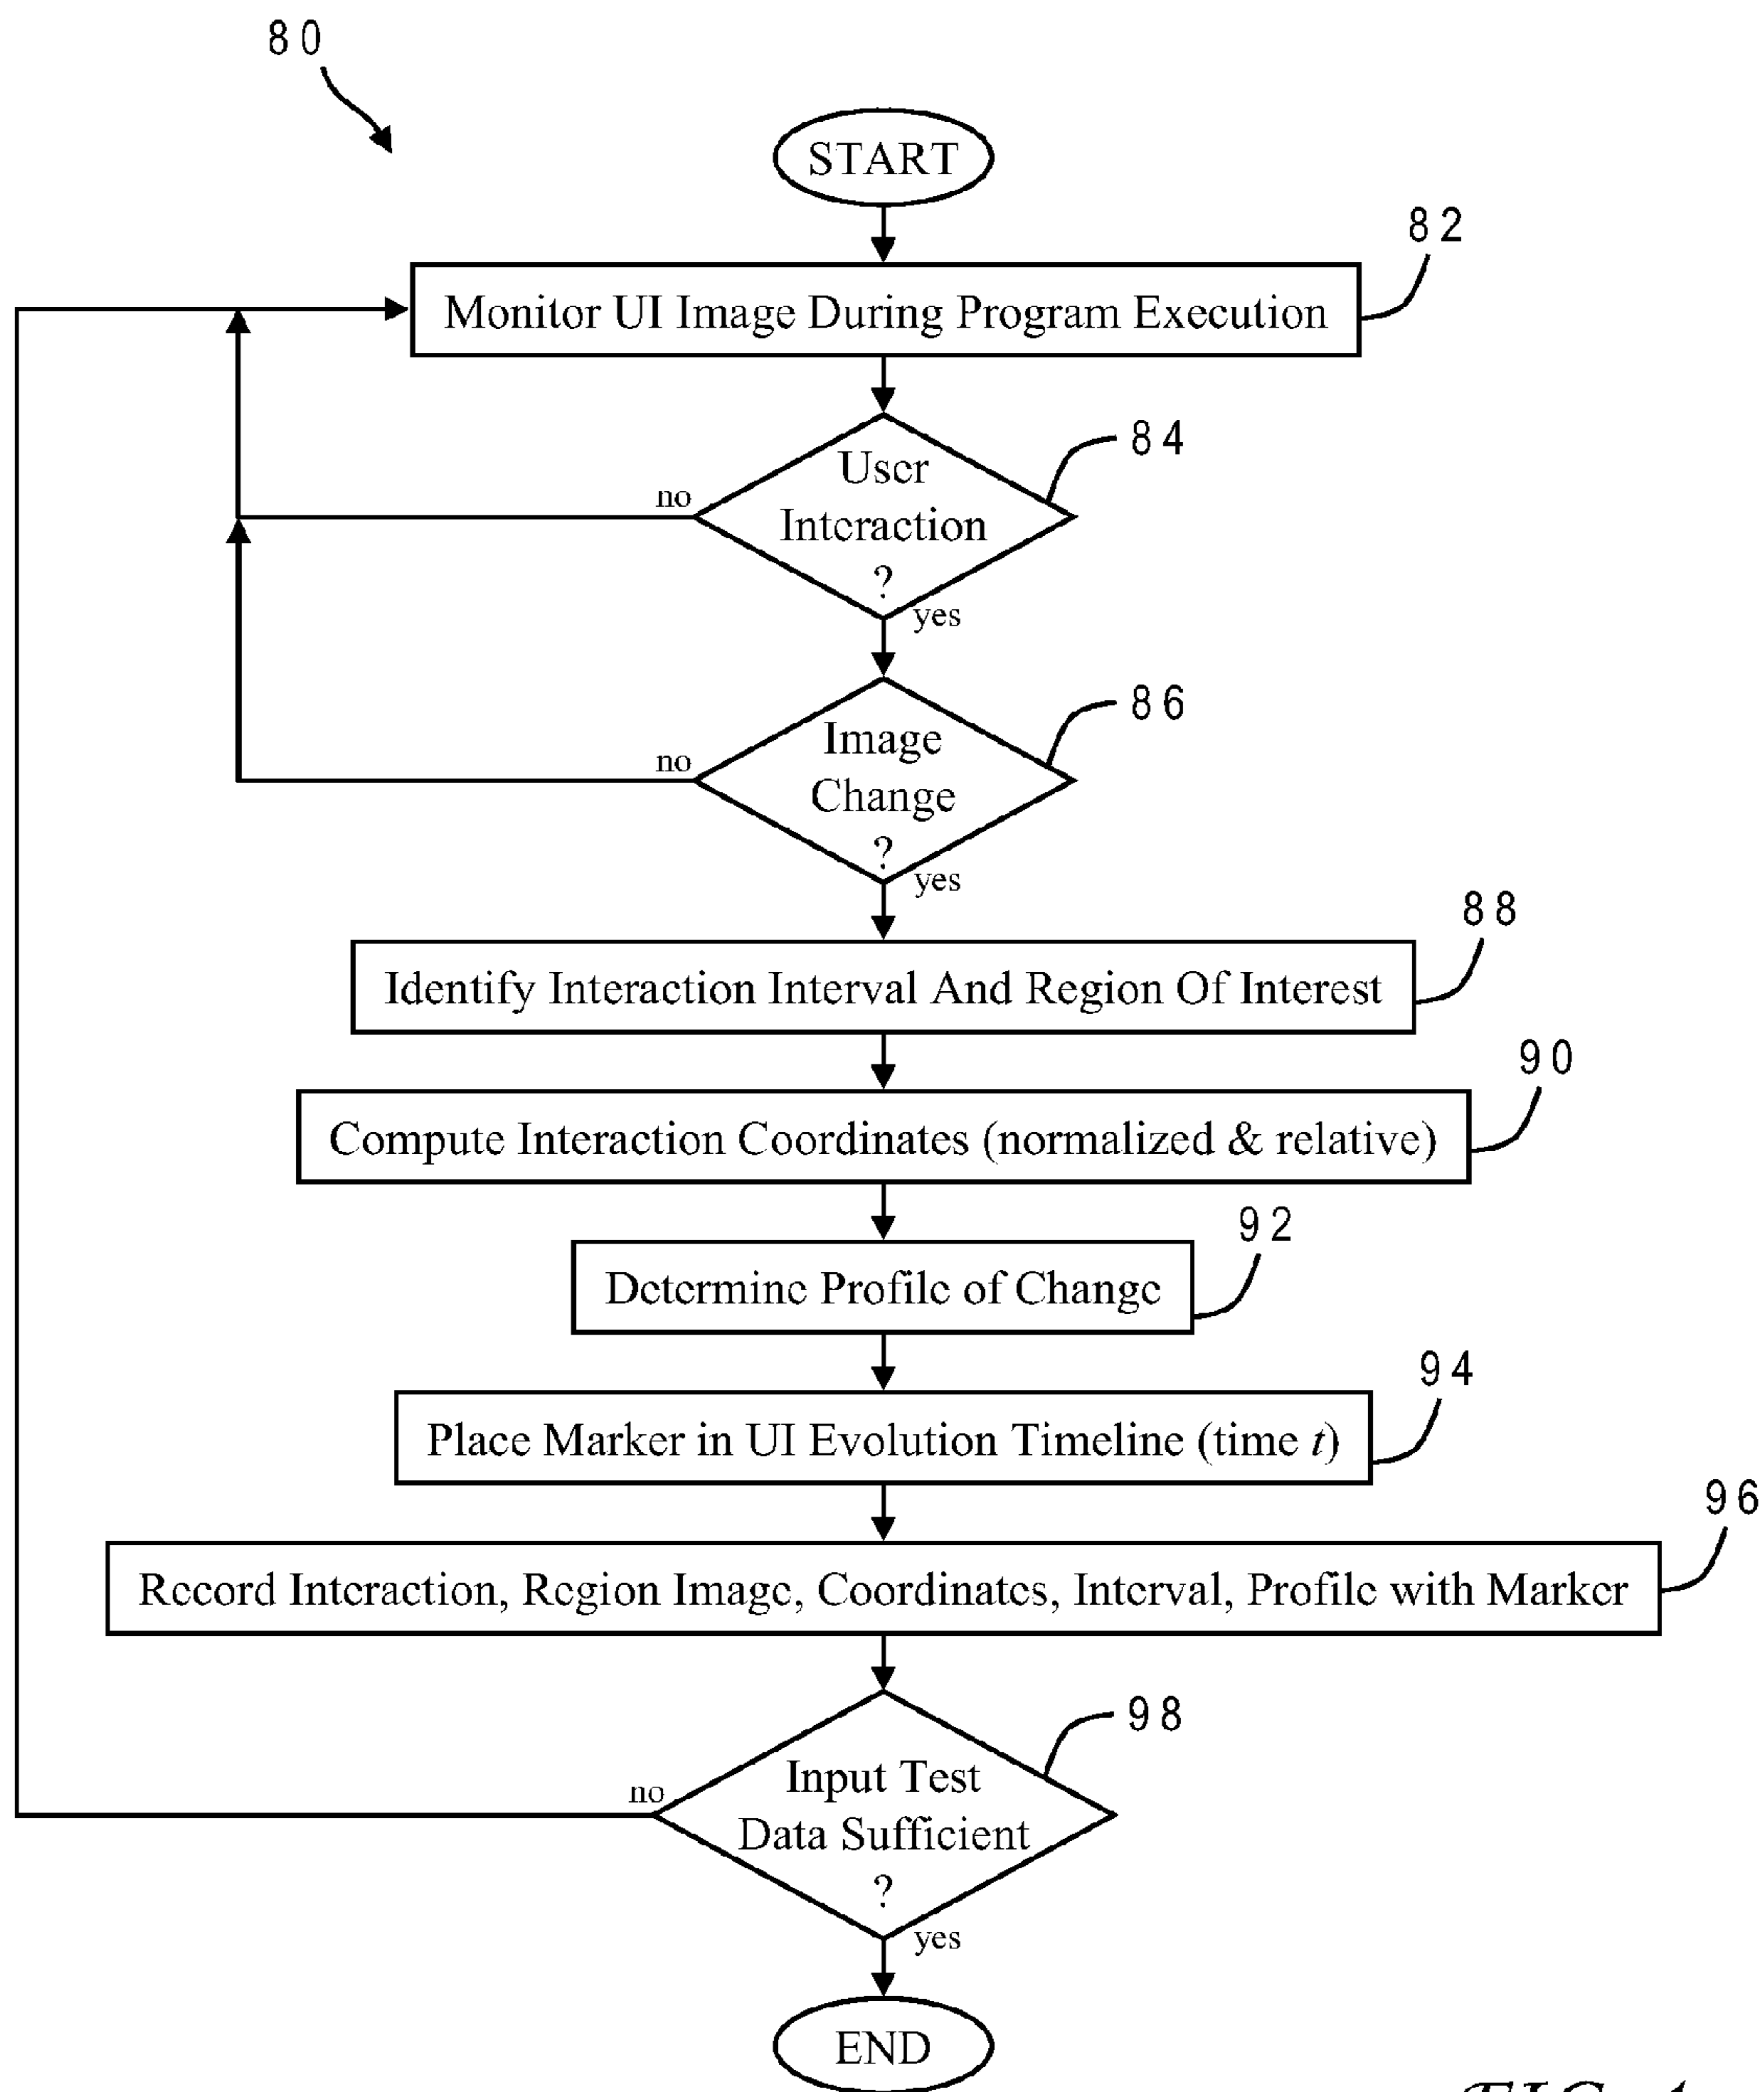 80
START
82
Monitor UI Image During Program Execution
84
User
Interaction
?
no
yes
86
Image
Change
?
no
yes
88
Identify Interaction Interval And Region Of Interest
90
Compute Interaction Coordinates (normalized & relative)
92
Determine Profile of Change
94
Place Marker in UI Evolution Timeline (time t)
96
Record Interaction, Region Image, Coordinates, Interval, Profile with Marker
98
Input Test
Data Sufficient
?
no
yes
END